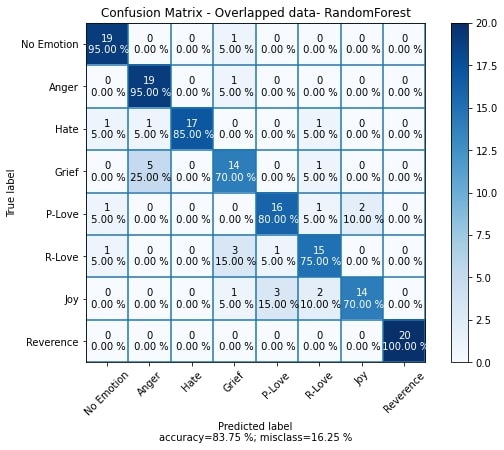 Confusion Matrix - Overlapped data- RandomForest
True label
No Emotion
19 0 0 1 0 0 0 0
95.00 % 0.00 % 0.00 % 5.00 % 0.00 % 0.00 % 0.00 % 0.00 %
Anger
0 19 0 1 0 0 0 0
0.00 % 95.00 % 0.00 % 5.00 % 0.00 % 0.00 % 0.00 % 0.00 %
Hate
1 1 17 0 0 1 0 0
5.00 % 5.00 % 85.00 % 0.00 % 0.00 % 5.00 % 0.00 % 0.00 %
Grief
0 5 0 14 0 1 0 0
0.00 % 25.00 % 0.00 % 70.00 % 0.00 % 5.00 % 0.00 % 0.00 %
P-Love
1 0 0 0 16 1 2 0
5.00 % 0.00 % 0.00 % 0.00 % 80.00 % 5.00 % 10.00 % 0.00 %
R-Love
1 0 0 3 1 15 0 0
5.00 % 0.00 % 0.00 % 15.00 % 5.00 % 75.00 % 0.00 % 0.00 %
Joy
0 0 0 1 3 2 14 0
0.00 % 0.00 % 0.00 % 5.00 % 15.00 % 10.00 % 70.00 % 0.00 %
Reverence
0 0 0 0 0 0 0 20
0.00 % 0.00 % 0.00 % 0.00 % 0.00 % 0.00 % 0.00 % 100.00 %
No Emotion
Anger
Hate
Grief
P-Love
R-Love
Joy
Reverence
Predicted label
accuracy=83.75 %; misclass=16.25 %
20.0
17.5
15.0
12.5
10.0
7.5
5.0
2.5
0.0